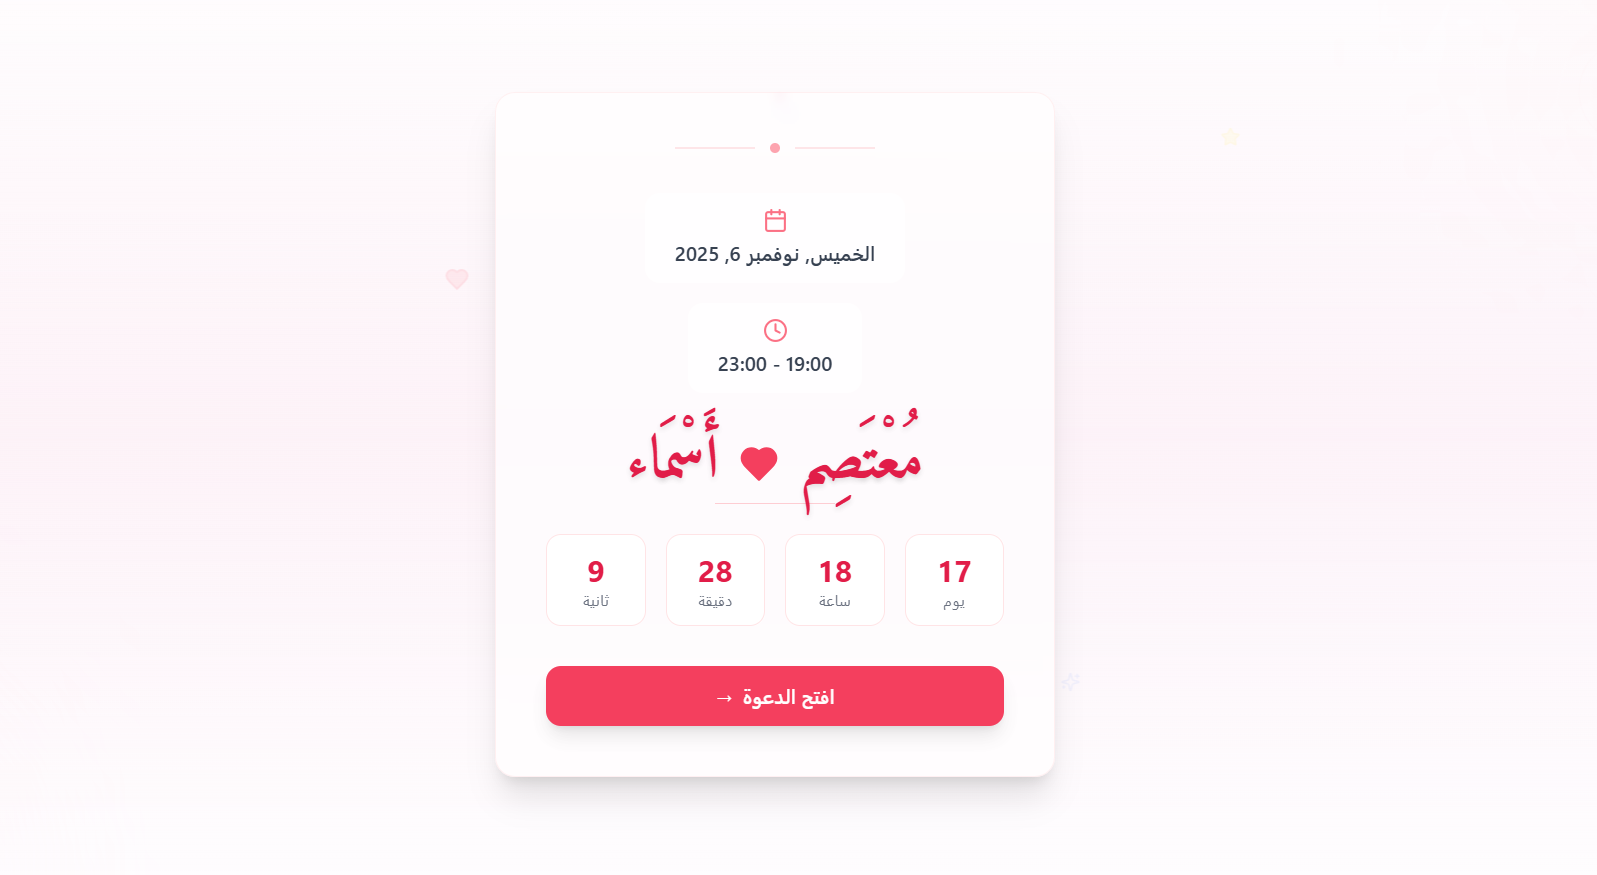 الخميس, نوفمبر 6, 2025
23:00 - 19:00
مُعْتَصِم أَسْمَاء
17 18 28 9
يوم ساعة دقيقة ثانية
افتح الدعوة →